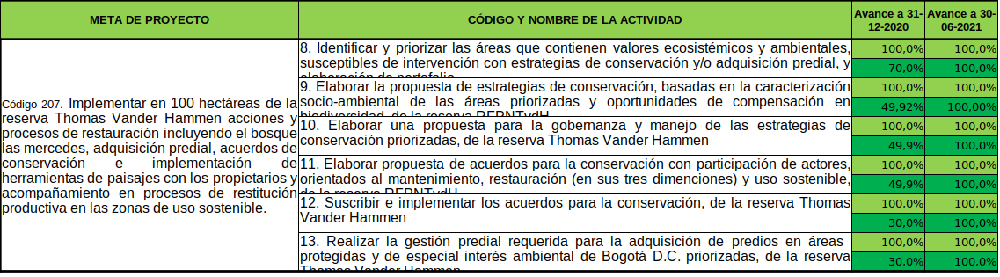 META DE PROYECTO
CÓDIGO Y NOMBRE DE LA ACTIVIDAD
Avance a 31-
12-2020
Avance a 30-
06-2021
Código 207. Implementar en 100 hectáreas de la
reserva Thomas Vander Hammen acciones y
procesos de restauración incluyendo el bosque
las mercedes, adquisición predial, acuerdos de
conservación e implementación de
herramientas de paisajes con los propietarios y
acompañamiento en procesos de restitución
productiva en las zonas de uso sostenible.
8. Identificar y priorizar las áreas que contienen valores ecosistémicos y ambientales,
susceptibles de intervención con estrategias de conservación y/o adquisición predial, y
elaboración de portafolio
100,0% 100,0%
70,0% 100,0%
9. Elaborar la propuesta de estrategias de conservación, basadas en la caracterización
socio-ambiental de las áreas priorizadas y oportunidades de compensación en
biodiversidad, de la reserva RFPNTvdH
100,0% 100,0%
49,92% 100,00%
10. Elaborar una propuesta para la gobernanza y manejo de las estrategias de
conservación priorizadas, de la reserva Thomas Vander Hammen
100,0% 100,0%
49,9% 100,0%
11. Elaborar propuesta de acuerdos para la conservación con participación de actores,
orientados al mantenimiento, restauración (en sus tres dimenciones) y uso sostenible,
de la reserva RFPNTvdH
100,0% 100,0%
49,9% 100,0%
12. Suscribir e implementar los acuerdos para la conservación, de la reserva Thomas
Vander Hammen
100,0% 100,0%
30,0% 100,0%
13. Realizar la gestión predial requerida para la adquisición de predios en áreas
protegidas y de especial interés ambiental de Bogotá D.C. priorizadas, de la reserva
Thomas Vander Hammen
100,0% 100,0%
30,0% 100,0%